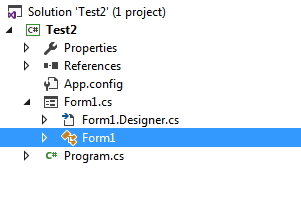 Solution 'Test2' (1 project)
C# Test2
Properties
References
App.config
Form1.cs
Form1.Designer.cs
Form1
C# Program.cs